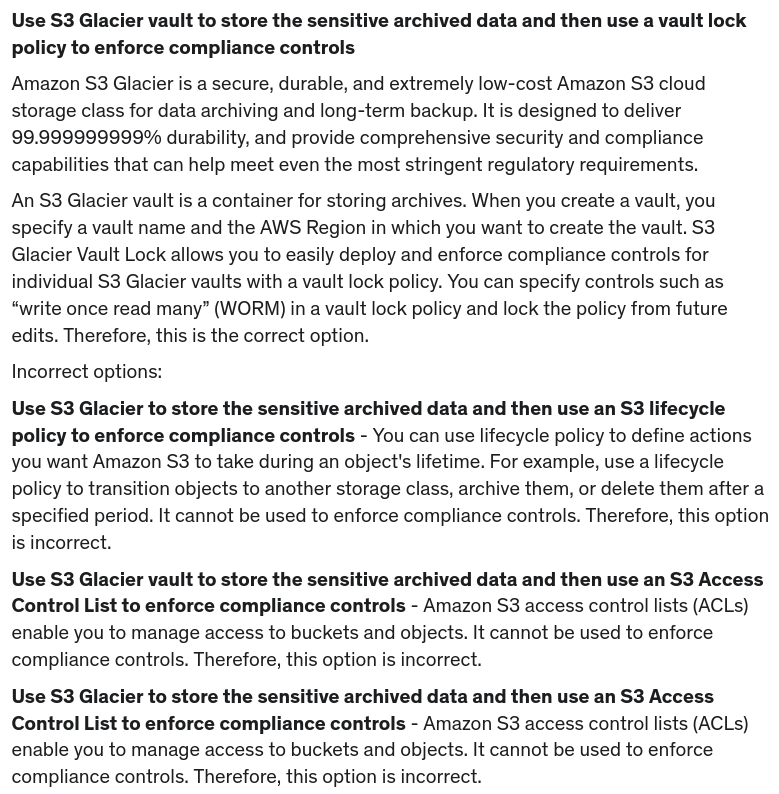 Use S3 Glacier vault to store the sensitive archived data and then use a vault lock
policy to enforce compliance controls
Amazon S3 Glacier is a secure, durable, and extremely low-cost Amazon S3 cloud
storage class for data archiving and long-term backup. It is designed to deliver
99.999999999% durability, and provide comprehensive security and compliance
capabilities that can help meet even the most stringent regulatory requirements.
An S3 Glacier vault is a container for storing archives. When you create a vault, you
specify a vault name and the AWS Region in which you want to create the vault. S3
Glacier Vault Lock allows you to easily deploy and enforce compliance controls for
individual S3 Glacier vaults with a vault lock policy. You can specify controls such as
“write once read many” (WORM) in a vault lock policy and lock the policy from future
edits. Therefore, this is the correct option.
Incorrect options:
Use S3 Glacier to store the sensitive archived data and then use an S3 lifecycle
policy to enforce compliance controls - You can use lifecycle policy to define actions
you want Amazon S3 to take during an object's lifetime. For example, use a lifecycle
policy to transition objects to another storage class, archive them, or delete them after a
specified period. It cannot be used to enforce compliance controls. Therefore, this option
is incorrect.
Use S3 Glacier vault to store the sensitive archived data and then use an S3 Access
Control List to enforce compliance controls - Amazon S3 access control lists (ACLs)
enable you to manage access to buckets and objects. It cannot be used to enforce
compliance controls. Therefore, this option is incorrect.
Use S3 Glacier to store the sensitive archived data and then use an S3 Access
Control List to enforce compliance controls - Amazon S3 access control lists (ACLs)
enable you to manage access to buckets and objects. It cannot be used to enforce
compliance controls. Therefore, this option is incorrect.